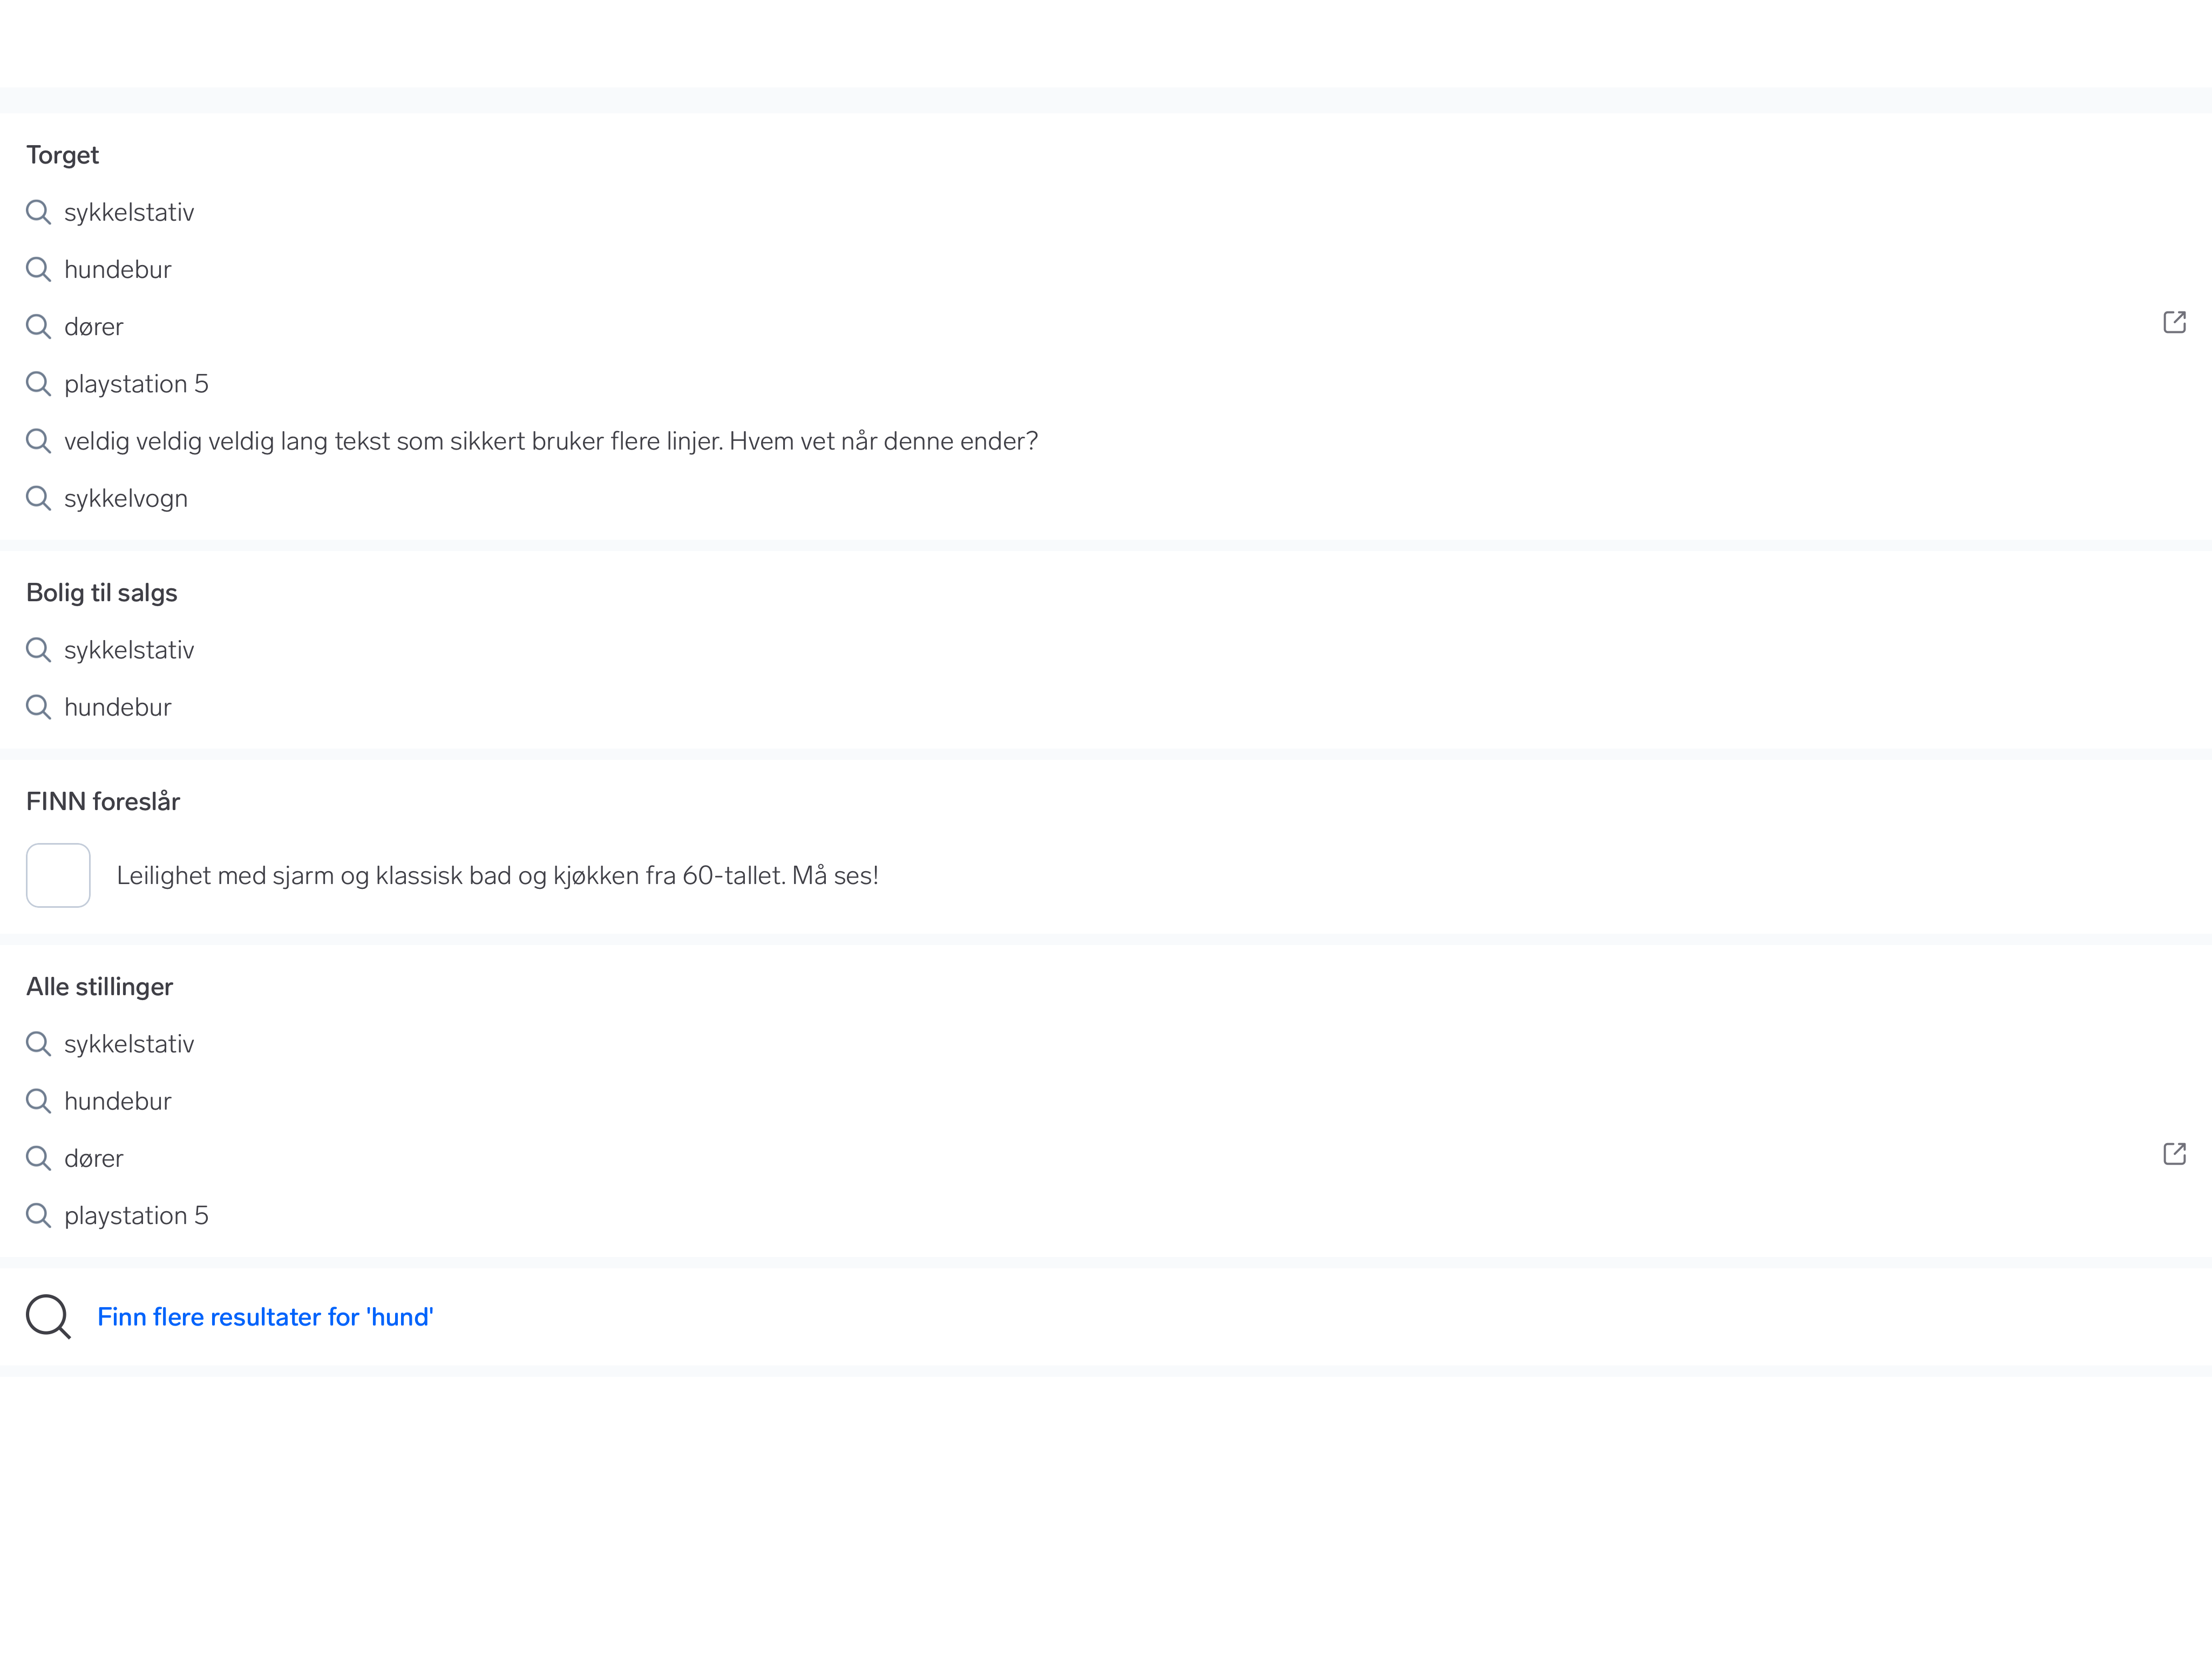 Torget
sykkelstativ
hundebur
dører
playstation 5
veldig veldig veldig lang tekst som sikkert bruker flere linjer. Hvem vet når denne ender?
sykkelvogn
Bolig til salgs
sykkelstativ
hundebur
FINN foreslår
Leilighet med sjarm og klassisk bad og kjøkken fra 60-tallet. Må ses!
Alle stillinger
sykkelstativ
hundebur
dører
playstation 5
Finn flere resultater for 'hund'